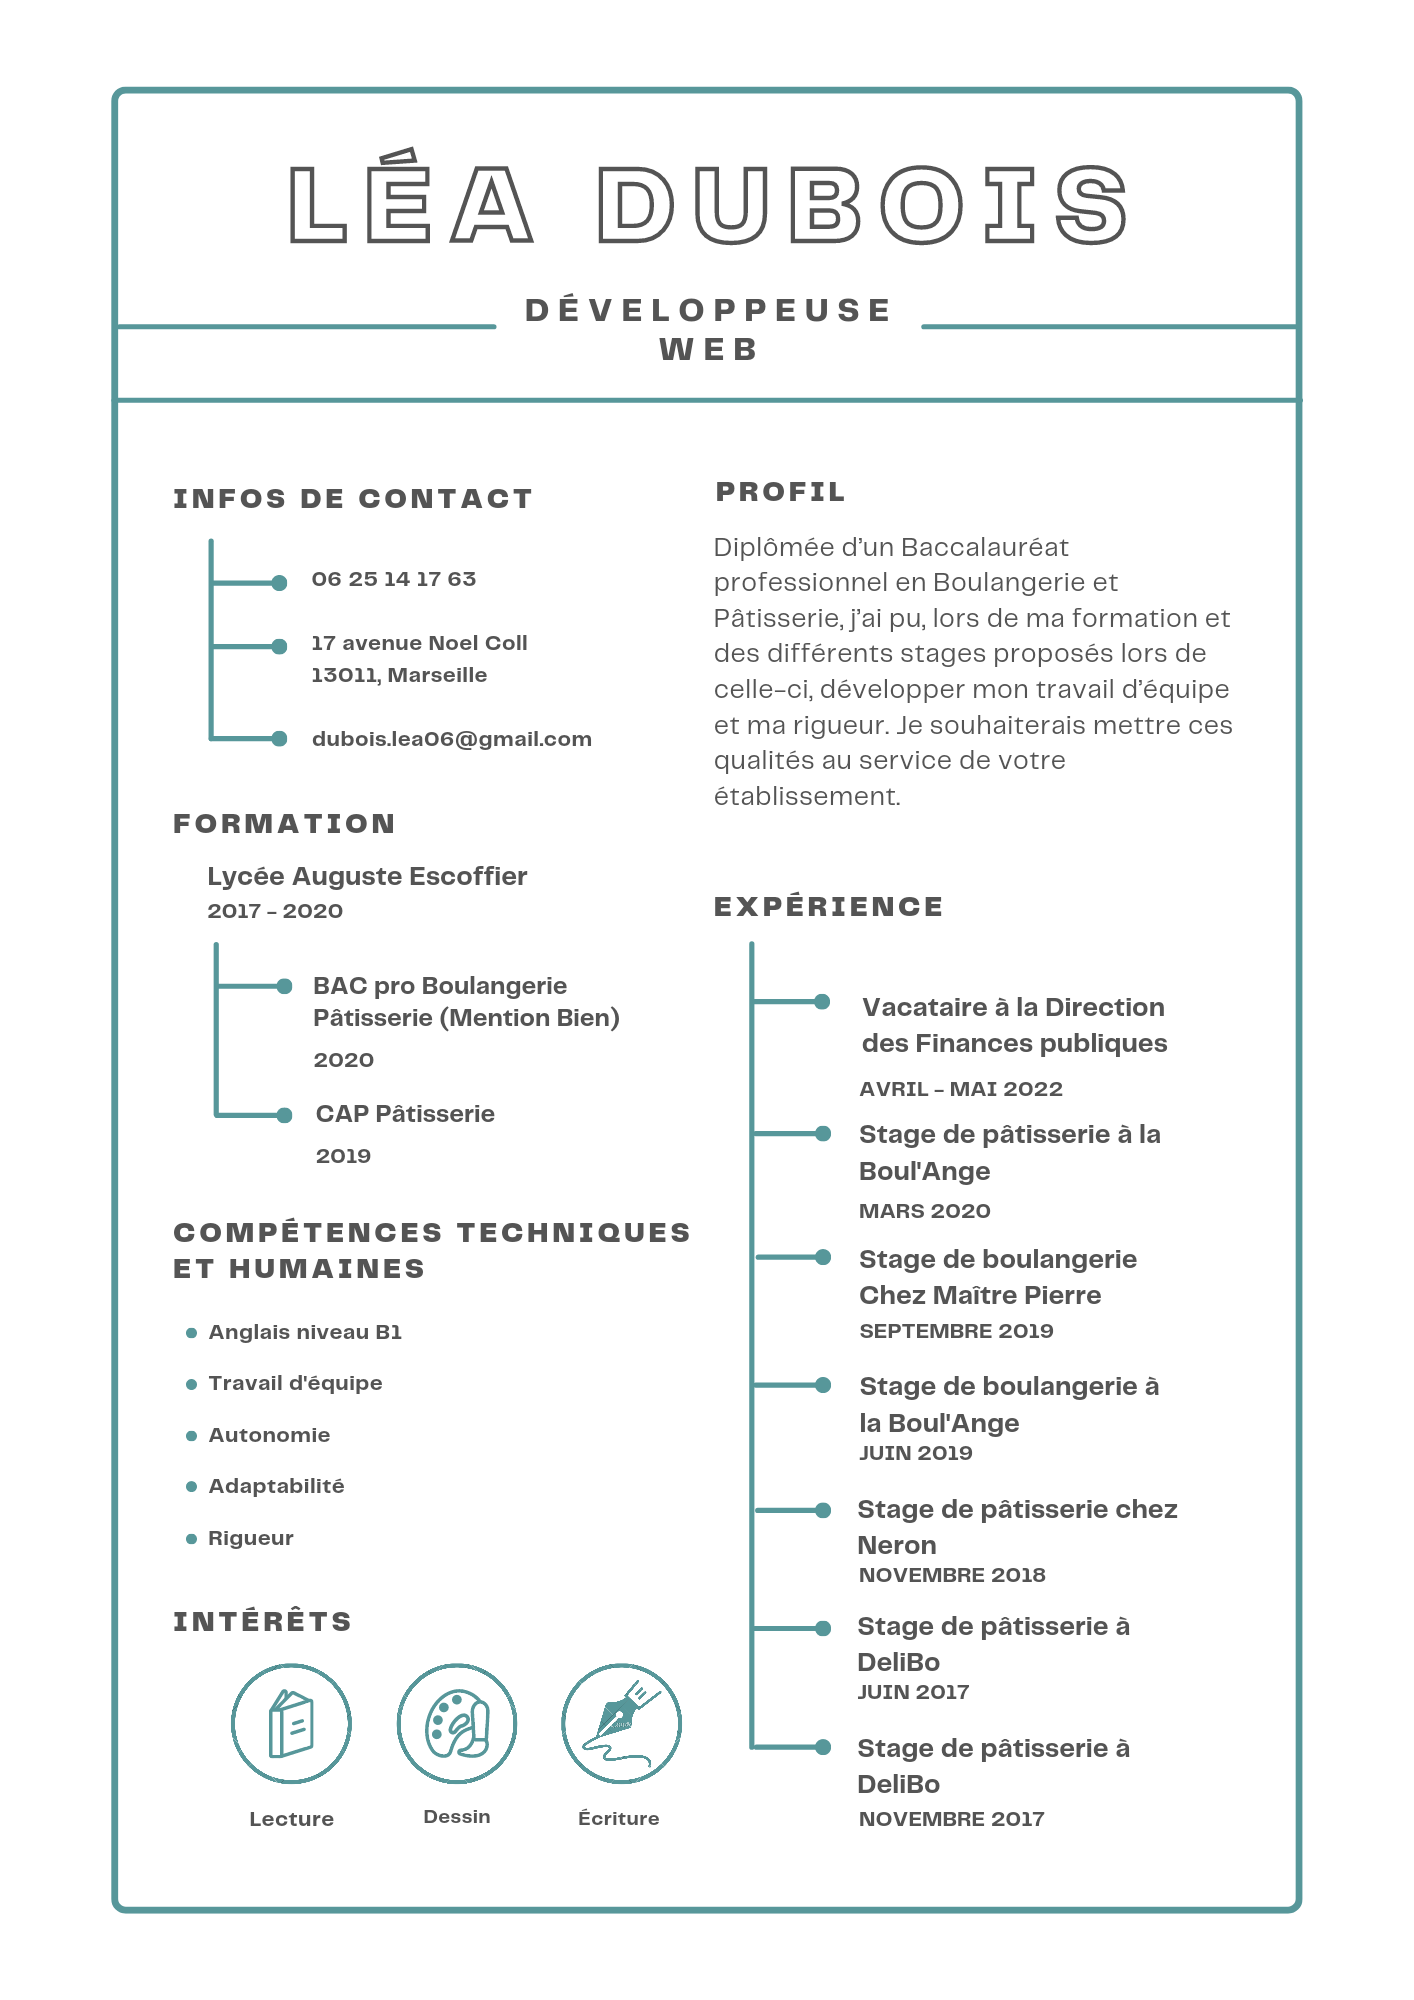 LÉA DUBOIS
DÉVELOPPEUSE
WEB
INFOS DE CONTACT
06 25 14 17 63
17 avenue Noel Coll
13011, Marseille
dubois.lea06@gmail.com
FORMATION
Lycée Auguste Escoffier
2017 - 2020
BAC pro Boulangerie
Pâtisserie (Mention Bien)
2020
CAP Pâtisserie
2019
COMPÉTENCES TECHNIQUES
ET HUMAINES
Anglais niveau B1
Travail d'équipe
Autonomie
Adaptabilité
Rigueur
INTÉRÊTS
Lecture
Dessin
Écriture
PROFIL
Diplômée d’un Baccalauréat
professionnel en Boulangerie et
Pâtisserie, j’ai pu, lors de ma formation et
des différents stages proposés lors de
celle-ci, développer mon travail d’équipe
et ma rigueur. Je souhaiterais mettre ces
qualités au service de votre
établissement.
EXPÉRIENCE
Vacataire à la Direction
des Finances publiques
AVRIL - MAI 2022
Stage de pâtisserie à la
Boul'Ange
MARS 2020
Stage de boulangerie
Chez Maître Pierre
SEPTEMBRE 2019
Stage de boulangerie à
la Boul'Ange
JUIN 2019
Stage de pâtisserie chez
Neron
NOVEMBRE 2018
Stage de pâtisserie à
DeliBo
JUIN 2017
Stage de pâtisserie à
DeliBo
NOVEMBRE 2017